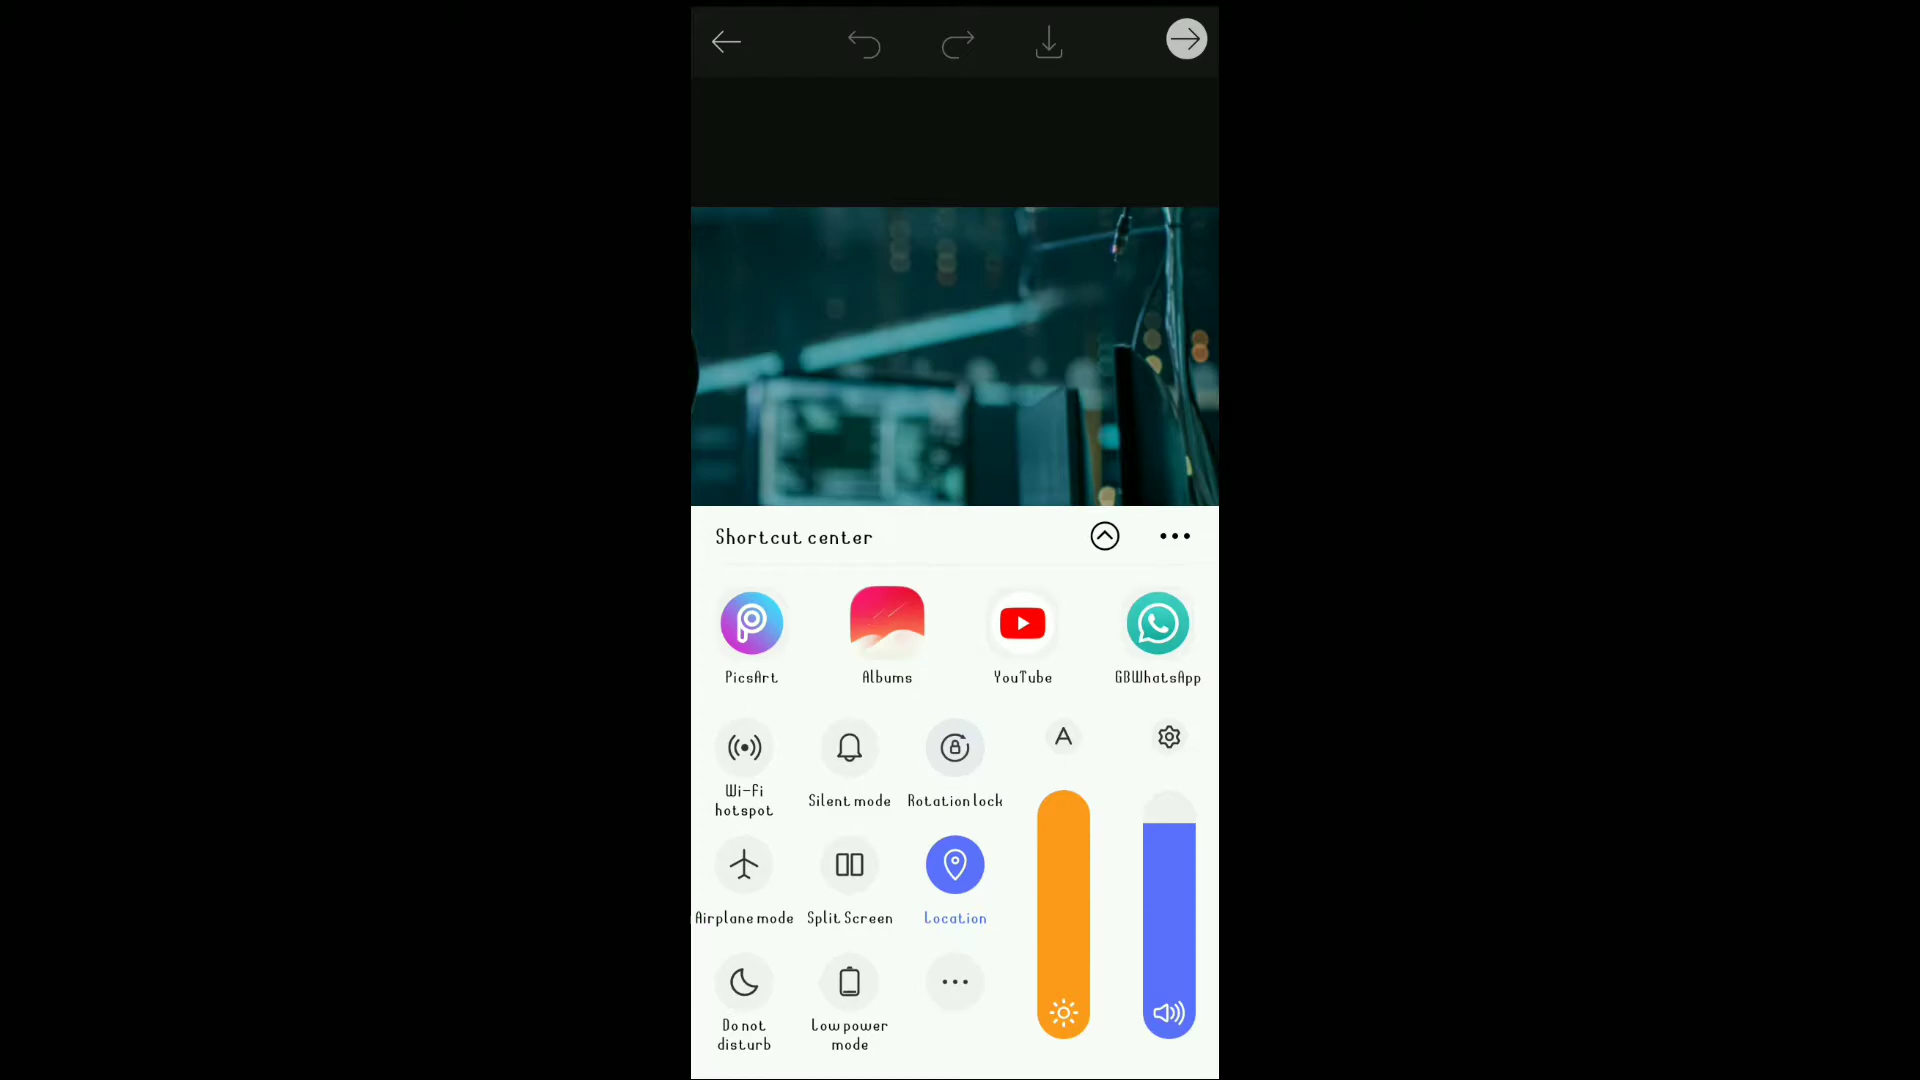 Shortcut center
PicsArt
Albums
YouTube
GBWhatsApp
Wi-Fi
hotspot
Silent mode
Rotation lock
A
Airplane mode
Split Screen
Location
Do not
disturb
Low power
mode